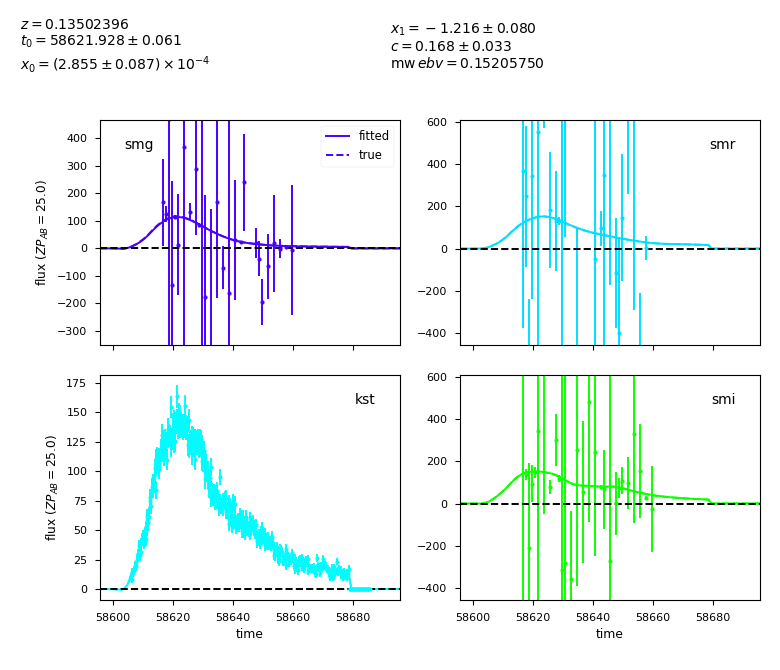 z = 0.13502396
t₀ = 58621.928 ± 0.061
x₀ = (2.855 ± 0.087) × 10⁻⁴
x₁ = −1.216 ± 0.080
c = 0.168 ± 0.033
mw ebv = 0.15205750
smg
fitted
true
400
300
200
100
0
−100
−200
−300
flux (ZP_AB = 25.0)
smr
600
400
200
0
−200
−400
kst
175
150
125
100
75
50
25
0
flux (ZP_AB = 25.0)
58600 58620 58640 58660 58680
time
smi
600
400
200
0
−200
−400
58600 58620 58640 58660 58680
time